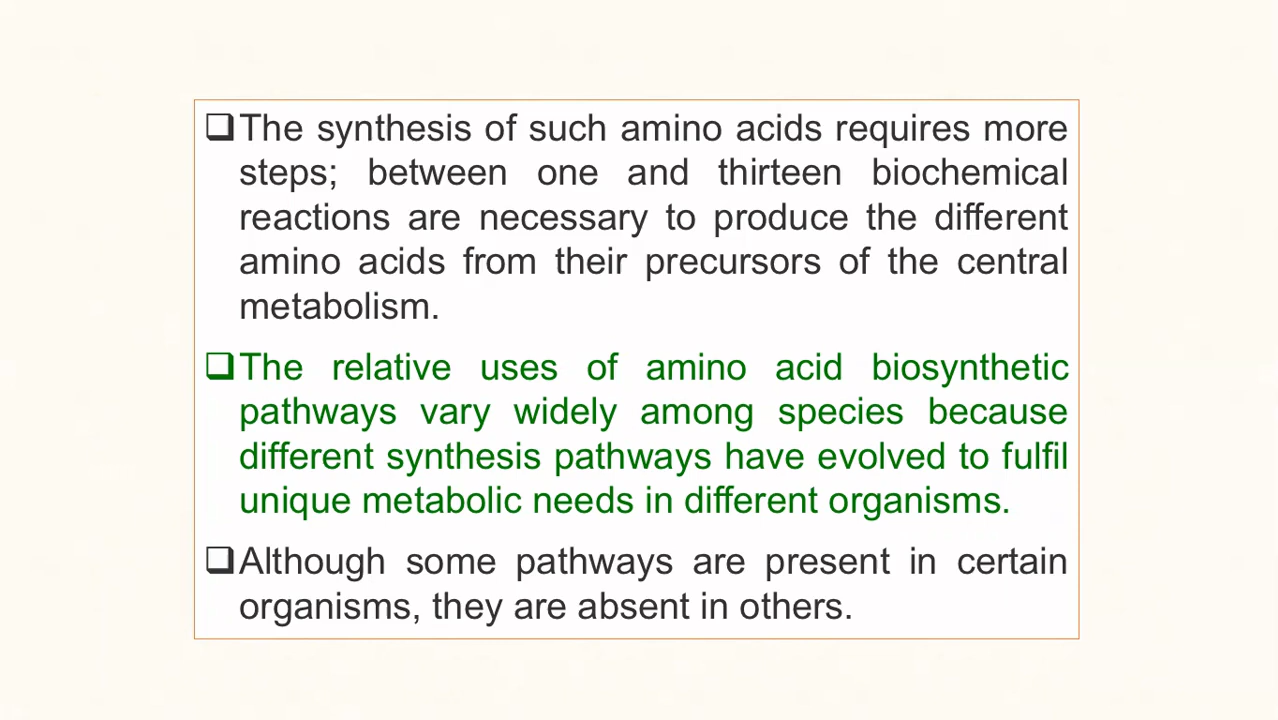 ❑The synthesis of such amino acids requires more
steps; between one and thirteen biochemical
reactions are necessary to produce the different
amino acids from their precursors of the central
metabolism.
❑The relative uses of amino acid biosynthetic
pathways vary widely among species because
different synthesis pathways have evolved to fulfil
unique metabolic needs in different organisms.
❑Although some pathways are present in certain
organisms, they are absent in others.